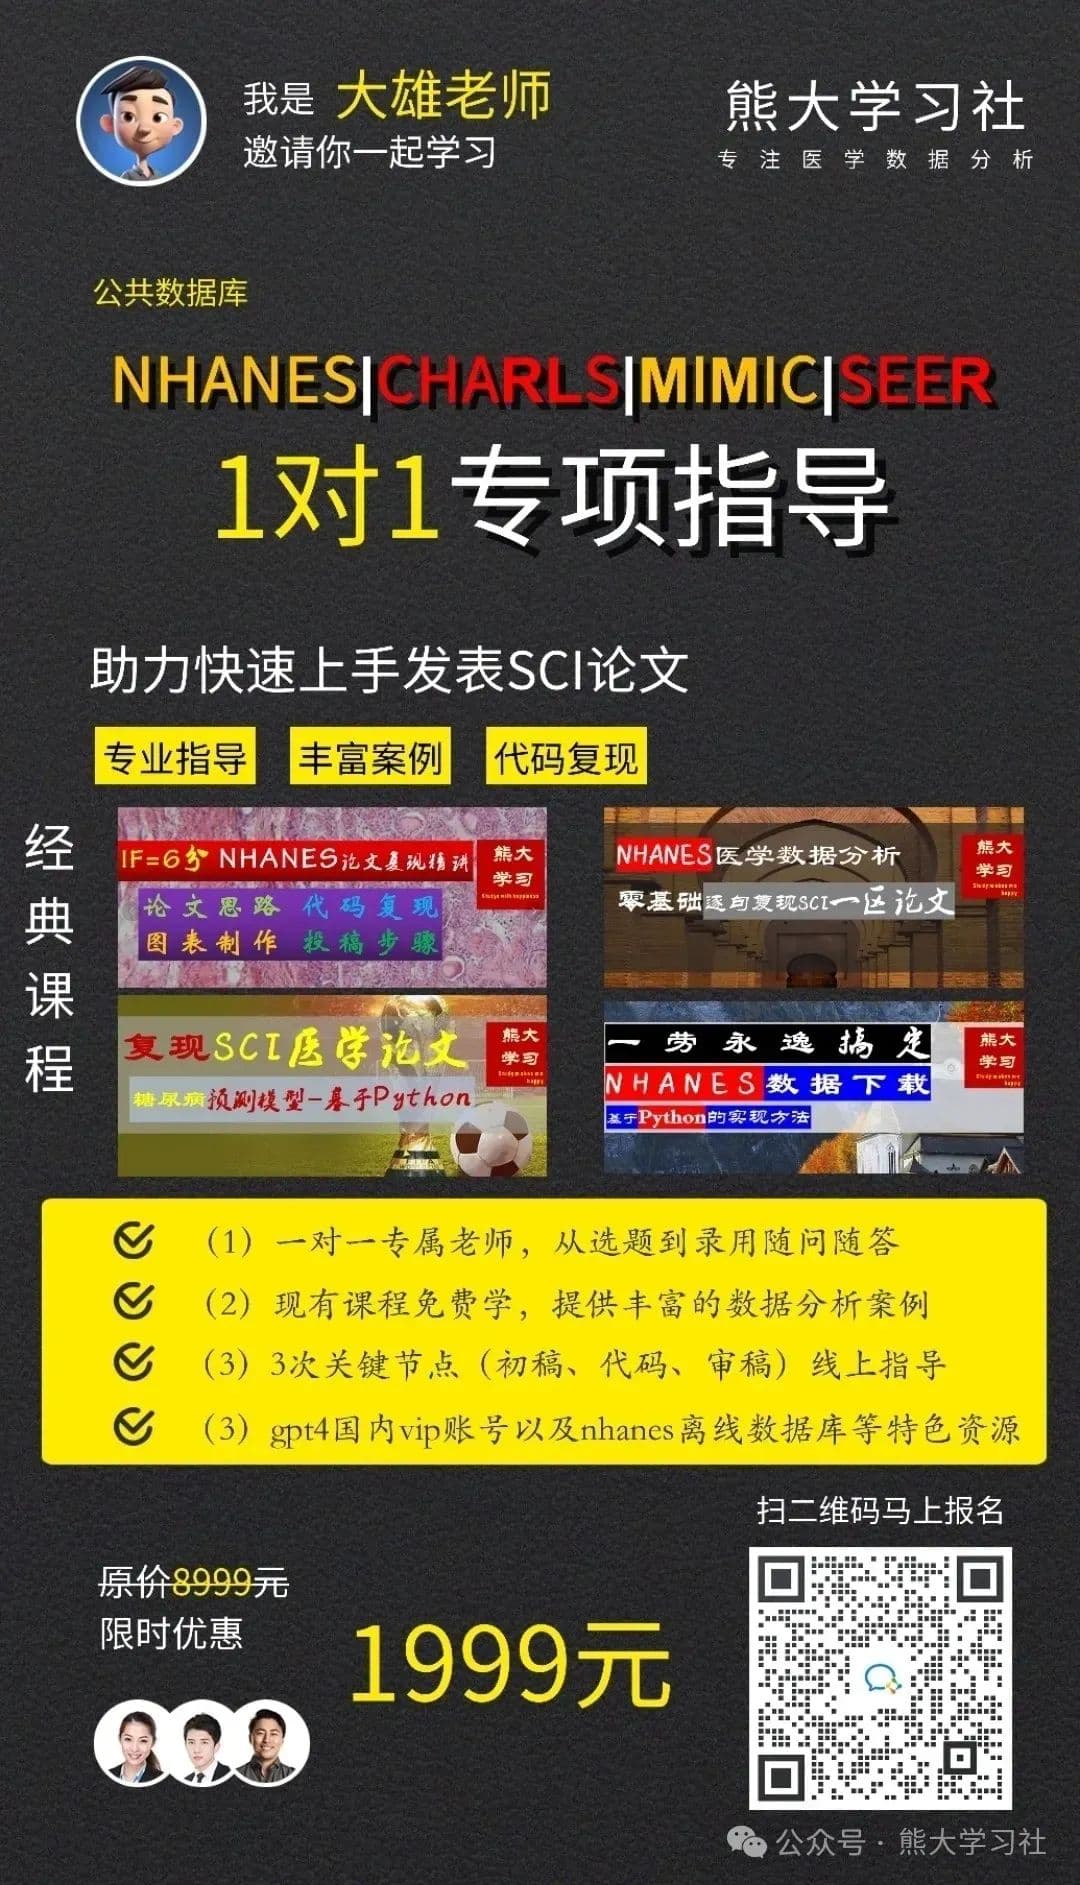 我是 大雄老师
邀请你一起学习
熊大学习社
专注医学数据分析
公共数据库
NHANES|CHARLS|MIMIC|SEER
1对1专项指导
助力快速上手发表SCI论文
专业指导 丰富案例 代码复现
经典课程
IF=6分 NHANES论文复现精讲
论文思路 代码复现
图表制作 投稿步骤
熊大
学习
NHANES医学数据分析
零基础逐句复现SCI一区论文
熊大
学习
Study makes me
happy
复现SCI医学论文
糖尿病预测模型-基于Python
熊大
学习
Study makes me
happy
一劳永逸搞定
NHANES数据下载
基于Python的实现方法
熊大
学习
Study makes me
happy
（1）一对一专属老师，从选题到录用随问随答
（2）现有课程免费学，提供丰富的数据分析案例
（3）3次关键节点（初稿、代码、审稿）线上指导
（3）gpt4国内vip账号以及nhanes离线数据库等特色资源
扫二维码马上报名
原价8999元
限时优惠
1999元
公众号 · 熊大学习社